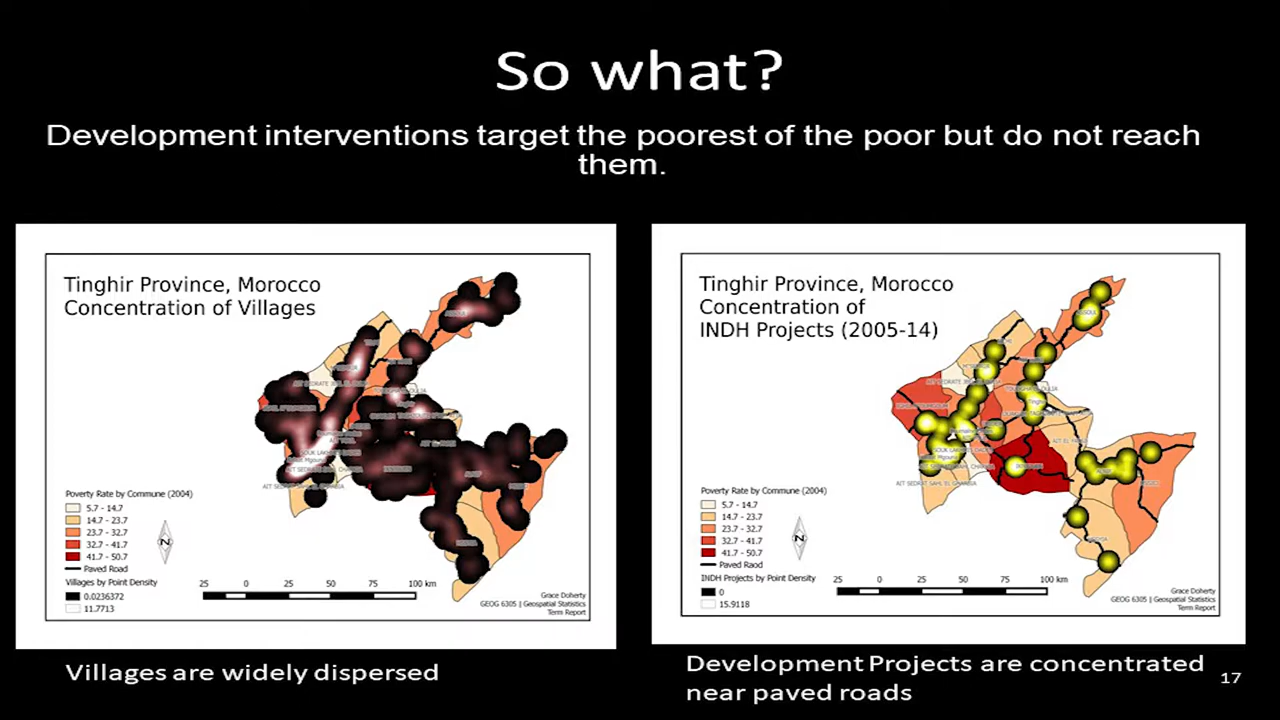 So what?
Development interventions target the poorest of the poor but do not reach
them.
Tinghir Province, Morocco
Concentration of Villages
Poverty Rate by Commune (2004)
5.7 - 14.7
14.7 - 23.7
23.7 - 32.7
32.7 - 41.7
41.7 - 50.7
Paved Road
Villages by Point Density
0.0236372
11.7713
N
25 0 25 50 75 100 km
Grace Doherty
GEOG 6305 | Geospatial Statistics
Term Report
Villages are widely dispersed
Tinghir Province, Morocco
Concentration of
INDH Projects (2005-14)
Poverty Rate by Commune (2004)
5.7 - 14.7
14.7 - 23.7
23.7 - 32.7
32.7 - 41.7
41.7 - 50.7
Paved Raod
INDH Projects by Point Density
0
15.9118
N
25 0 25 50 75 100 km
Grace Doherty
GEOG 6305 | Geospatial Statistics
Term Report
Development Projects are concentrated
near paved roads
17